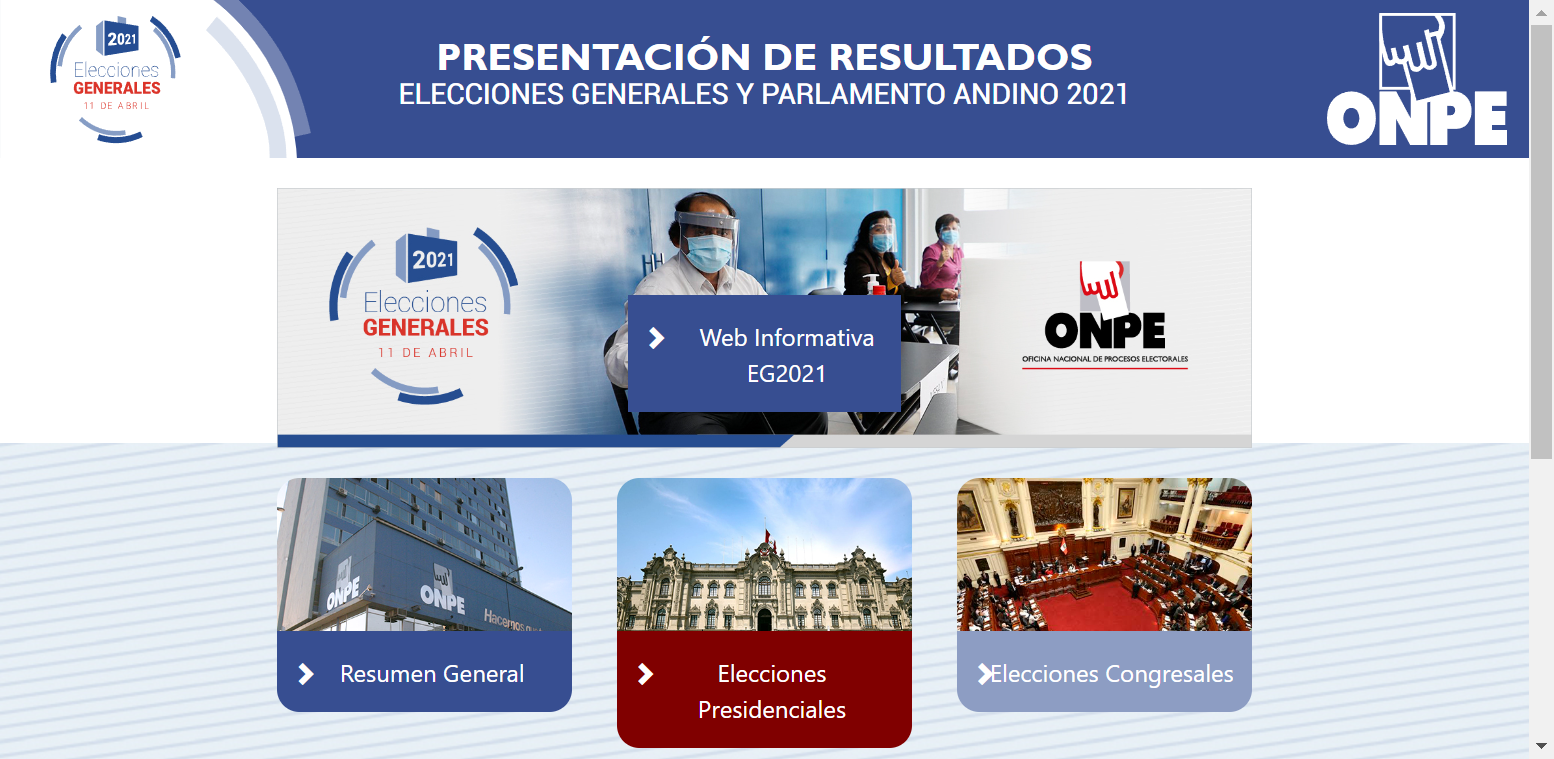 2021
Elecciones
GENERALES
11 DE ABRIL
PRESENTACIÓN DE RESULTADOS
ELECCIONES GENERALES Y PARLAMENTO ANDINO 2021
ONPE
2021
Elecciones
GENERALES
11 DE ABRIL
Web Informativa
EG2021
ONPE
OFICINA NACIONAL DE PROCESOS ELECTORALES
ONPE
ONPE
Hacemos
Resumen General
Elecciones
Presidenciales
Elecciones Congresales